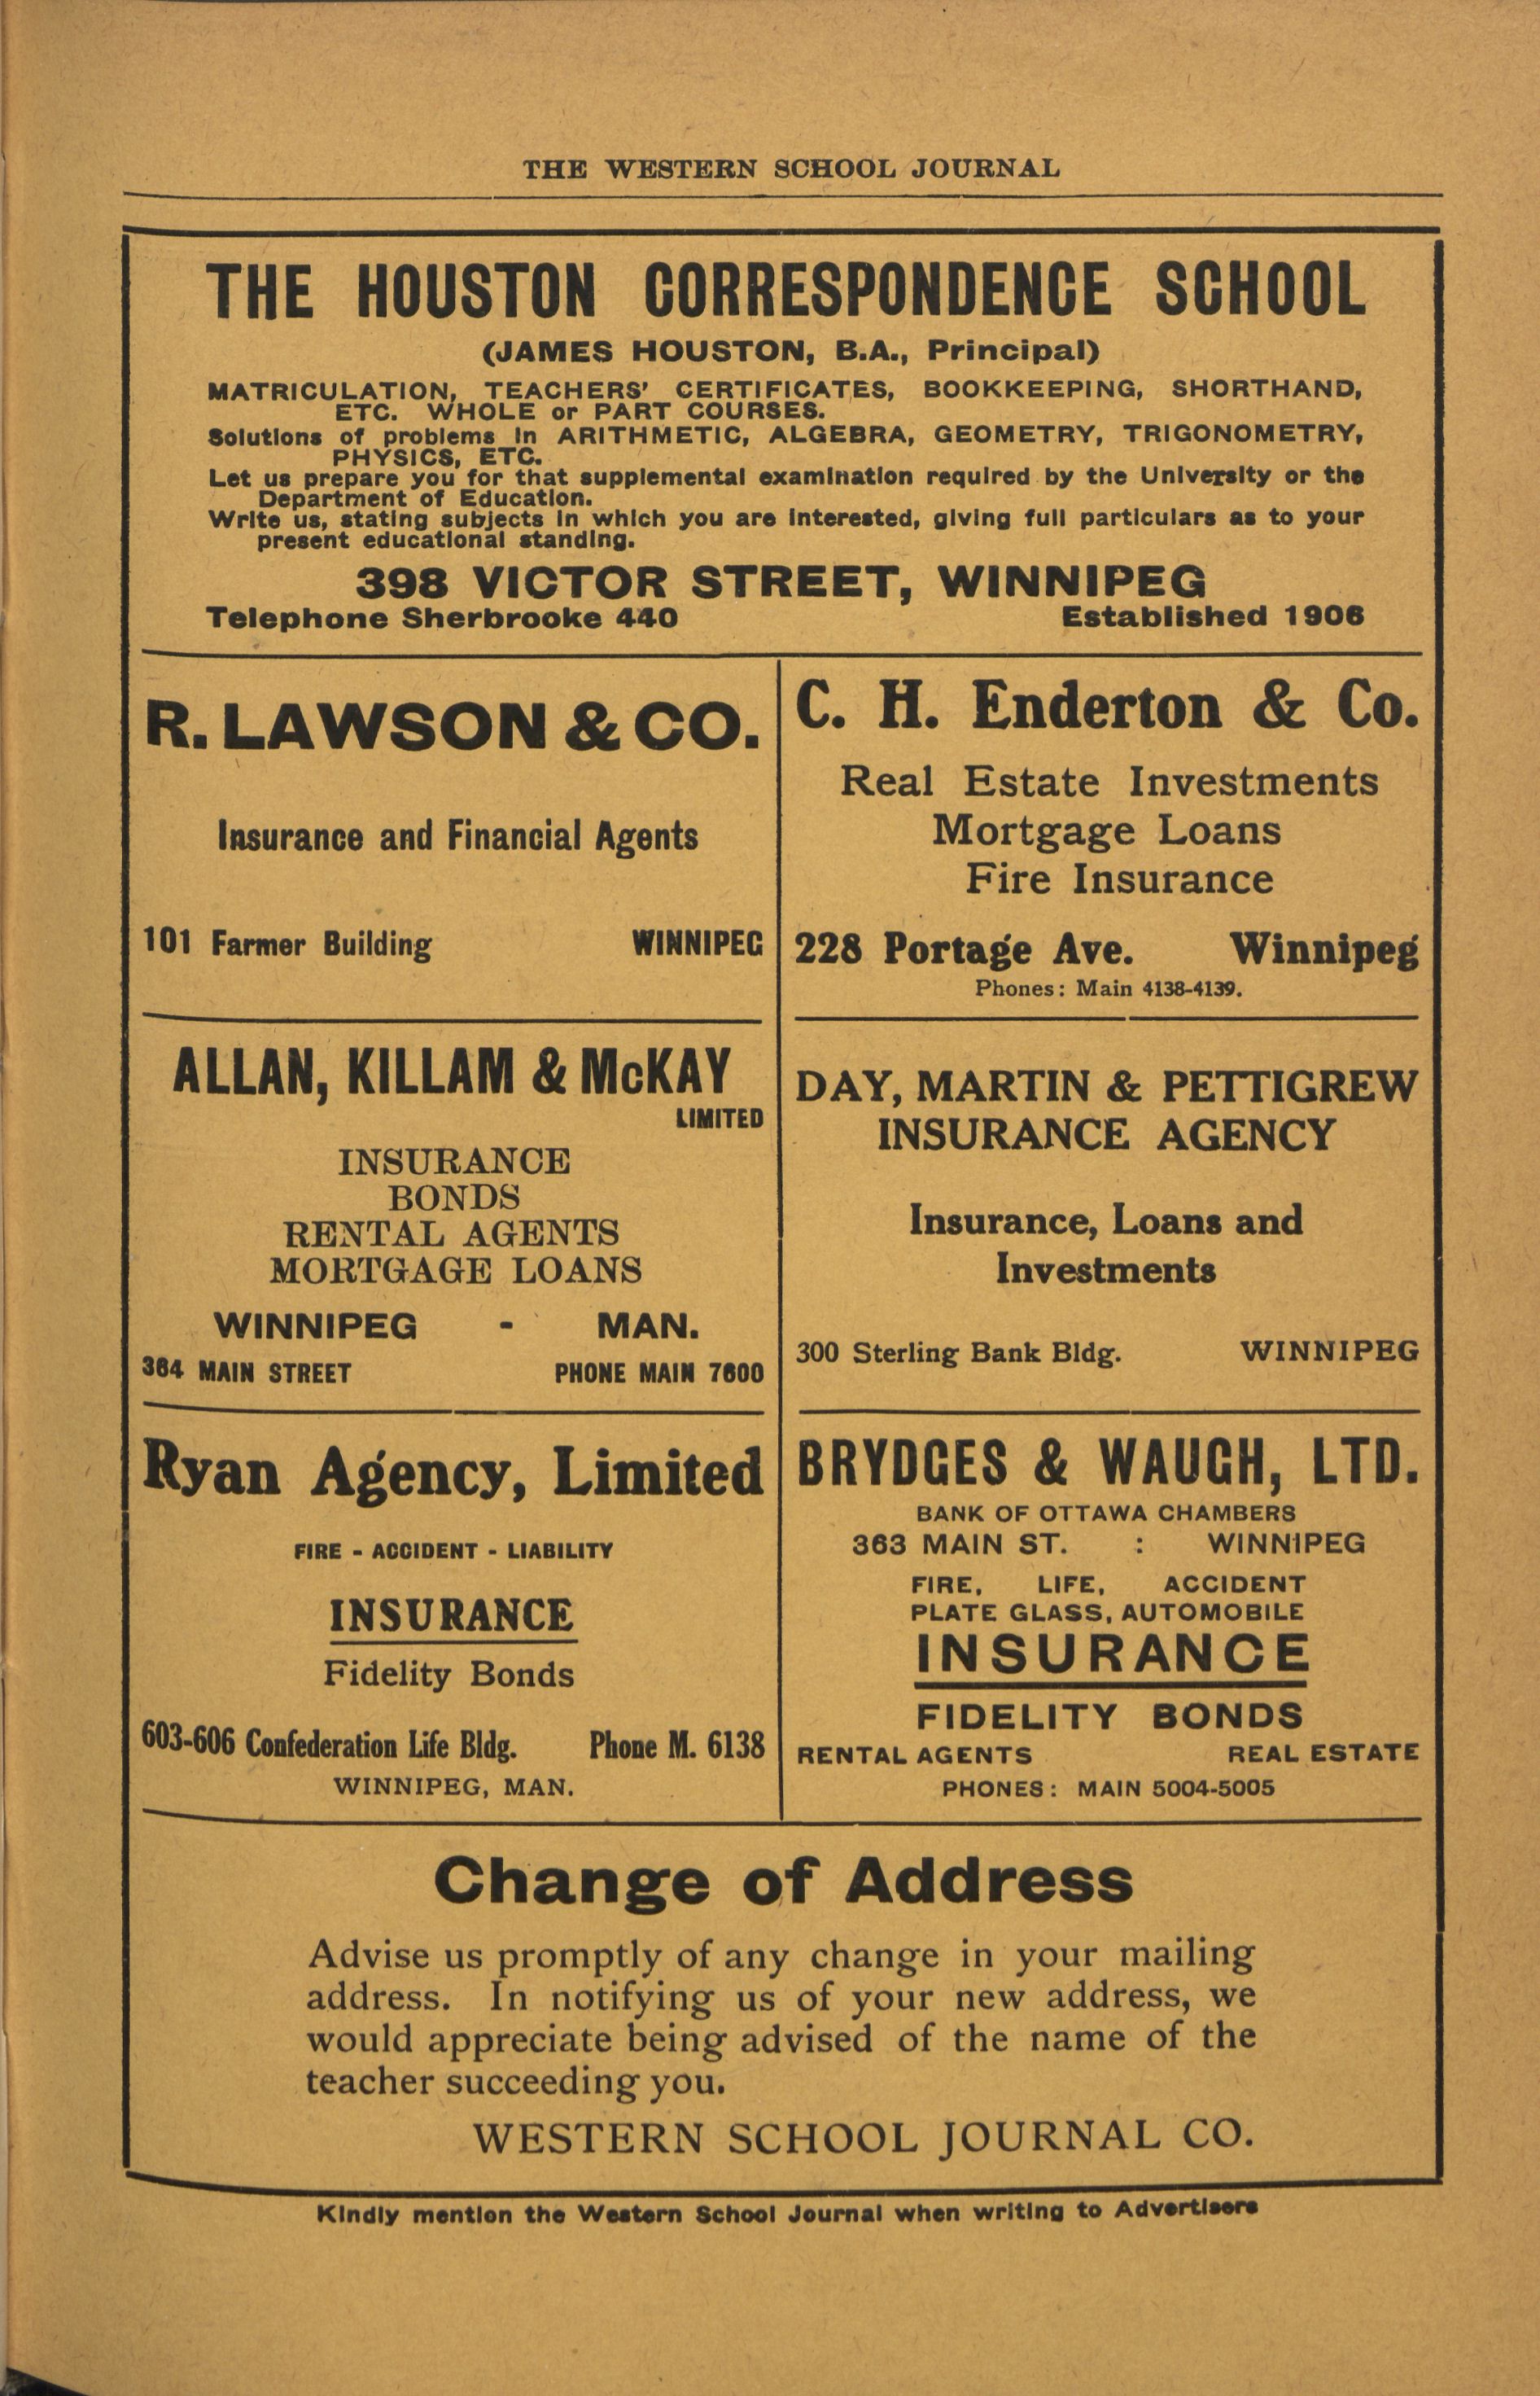 THE WESTERN SCHOOL JOURNAL
THE HOUSTON CORRESPONDENCE SCHOOL
(JAMES HOUSTON, B.A., Principal)
MATRICULATION, TEACHERS' CERTIFICATES, BOOKKEEPING, SHORTHAND,
ETC. WHOLE or PART COURSES.
Solutions of problems in ARITHMETIC, ALGEBRA, GEOMETRY, TRIGONOMETRY,
PHYSICS, ETC.
Let us prepare you for that supplemental examination required by the University or the
Department of Education.
Write us, stating subjects in which you are interested, giving full particulars as to your
present educational standing.
398 VICTOR STREET, WINNIPEG
Telephone Sherbrooke 440 Established 1906
R. LAWSON & CO.
Insurance and Financial Agents
101 Farmer Building WINNIPEG
C. H. Enderton & Co.
Real Estate Investments
Mortgage Loans
Fire Insurance
228 Portage Ave. Winnipeg
Phones: Main 4138-4139.
ALLAN, KILLAM & McKAY
LIMITED
INSURANCE
BONDS
RENTAL AGENTS
MORTGAGE LOANS
WINNIPEG - MAN.
364 MAIN STREET PHONE MAIN 7600
DAY, MARTIN & PETTIGREW
INSURANCE AGENCY
Insurance, Loans and
Investments
300 Sterling Bank Bldg. WINNIPEG
Ryan Agency, Limited
FIRE - ACCIDENT - LIABILITY
INSURANCE
Fidelity Bonds
603-606 Confederation Life Bldg. Phone M. 6138
WINNIPEG, MAN.
BRYDGES & WAUGH, LTD.
BANK OF OTTAWA CHAMBERS
363 MAIN ST. : WINNIPEG
FIRE, LIFE, ACCIDENT
PLATE GLASS, AUTOMOBILE
INSURANCE
FIDELITY BONDS
RENTAL AGENTS REAL ESTATE
PHONES: MAIN 5004-5005
Change of Address
Advise us promptly of any change in your mailing
address. In notifying us of your new address, we
would appreciate being advised of the name of the
teacher succeeding you.
WESTERN SCHOOL JOURNAL CO.
Kindly mention the Western School Journal when writing to Advertisers